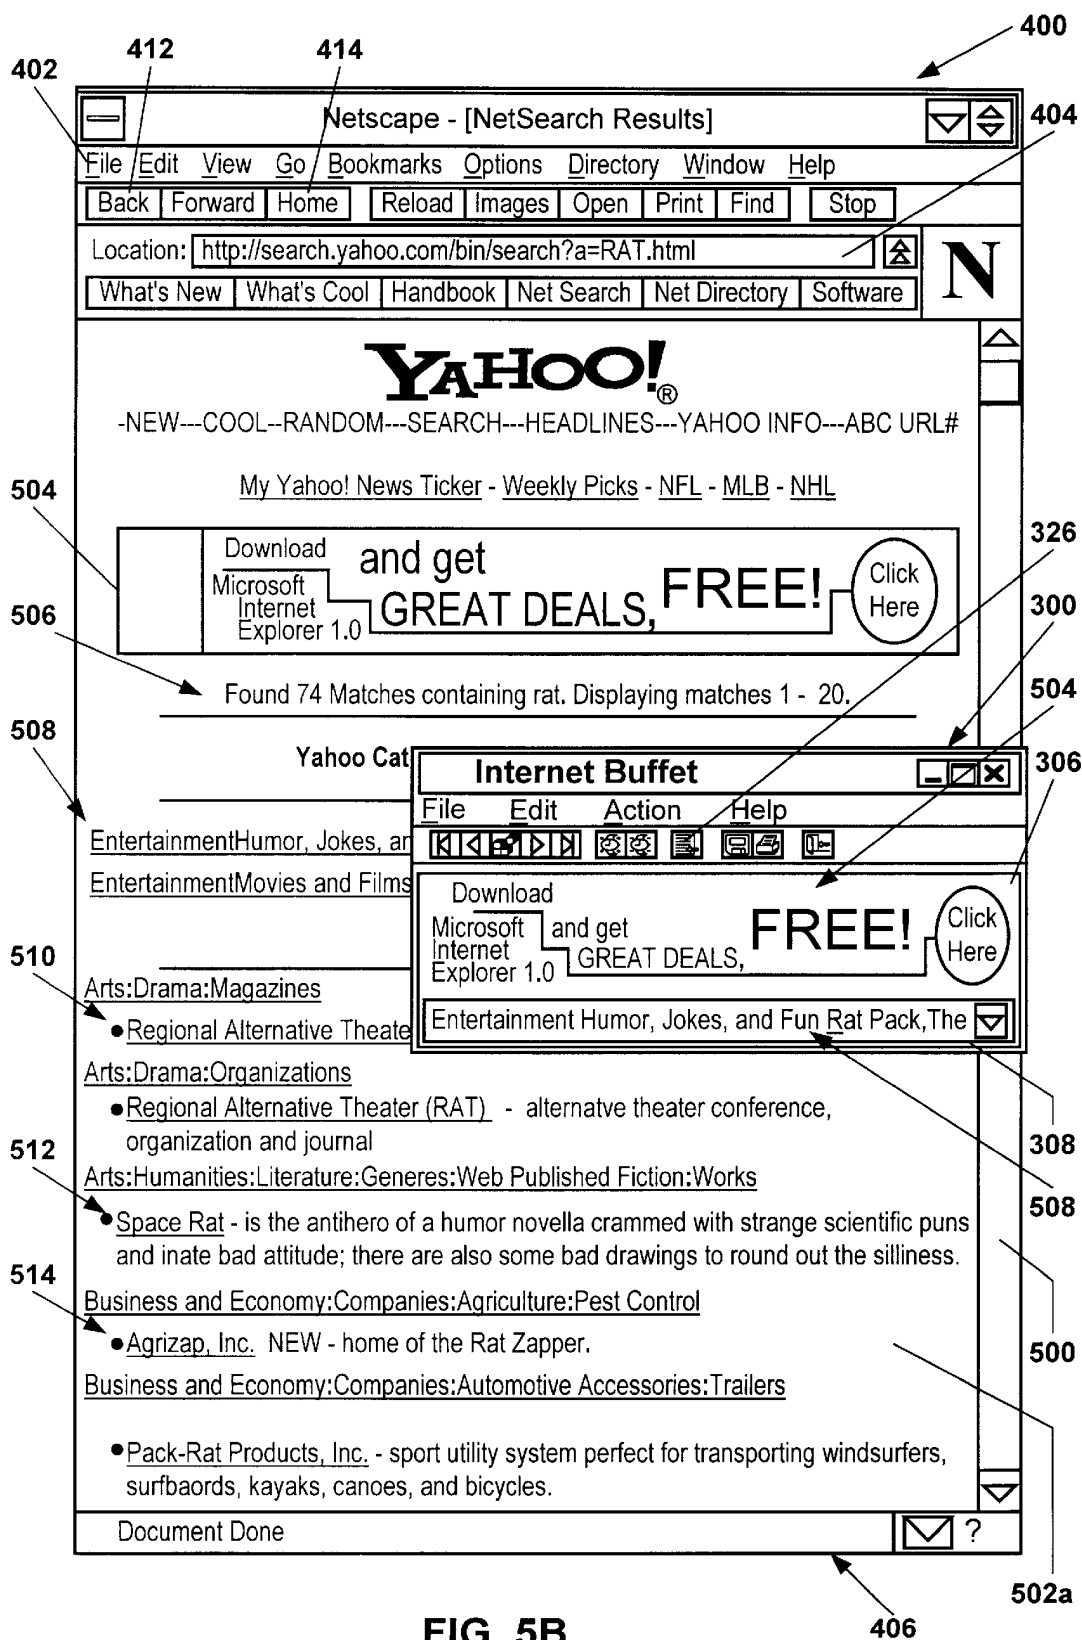 400
412
414
402
Netscape - [NetSearch Results]
404
File Edit View Go Bookmarks Options Directory Window Help
Back Forward Home Reload Images Open Print Find Stop
Location: http://search.yahoo.com/bin/search?a=RAT.html
N
What's New What's Cool Handbook Net Search Net Directory Software
YAHOO!®
-NEW---COOL--RANDOM---SEARCH---HEADLINES---YAHOO INFO---ABC URL#
504
My Yahoo! News Ticker - Weekly Picks - NFL - MLB - NHL
326
Download
Microsoft
Internet
Explorer 1.0
and get
GREAT DEALS,
FREE!
Click
Here
506
300
Found 74 Matches containing rat. Displaying matches 1 - 20.
504
508
Yahoo Cat
Internet Buffet
306
File Edit Action Help
EntertainmentHumor, Jokes, an
EntertainmentMovies and Films
Download
Microsoft
Internet
Explorer 1.0
and get
GREAT DEALS,
FREE!
Click
Here
510
Arts:Drama:Magazines
•Regional Alternative Theate
Entertainment Humor, Jokes, and Fun Rat Pack,The
Arts:Drama:Organizations
•Regional Alternative Theater (RAT) - alternatve theater conference,
organization and journal
308
512
Arts:Humanities:Literature:Generes:Web Published Fiction:Works
508
•Space Rat - is the antihero of a humor novella crammed with strange scientific puns
and inate bad attitude; there are also some bad drawings to round out the silliness.
514
Business and Economy:Companies:Agriculture:Pest Control
•Agrizap, Inc. NEW - home of the Rat Zapper.
500
Business and Economy:Companies:Automotive Accessories:Trailers
•Pack-Rat Products, Inc. - sport utility system perfect for transporting windsurfers,
surfbaords, kayaks, canoes, and bicycles.
Document Done
?
502a
406
FIG. 5B